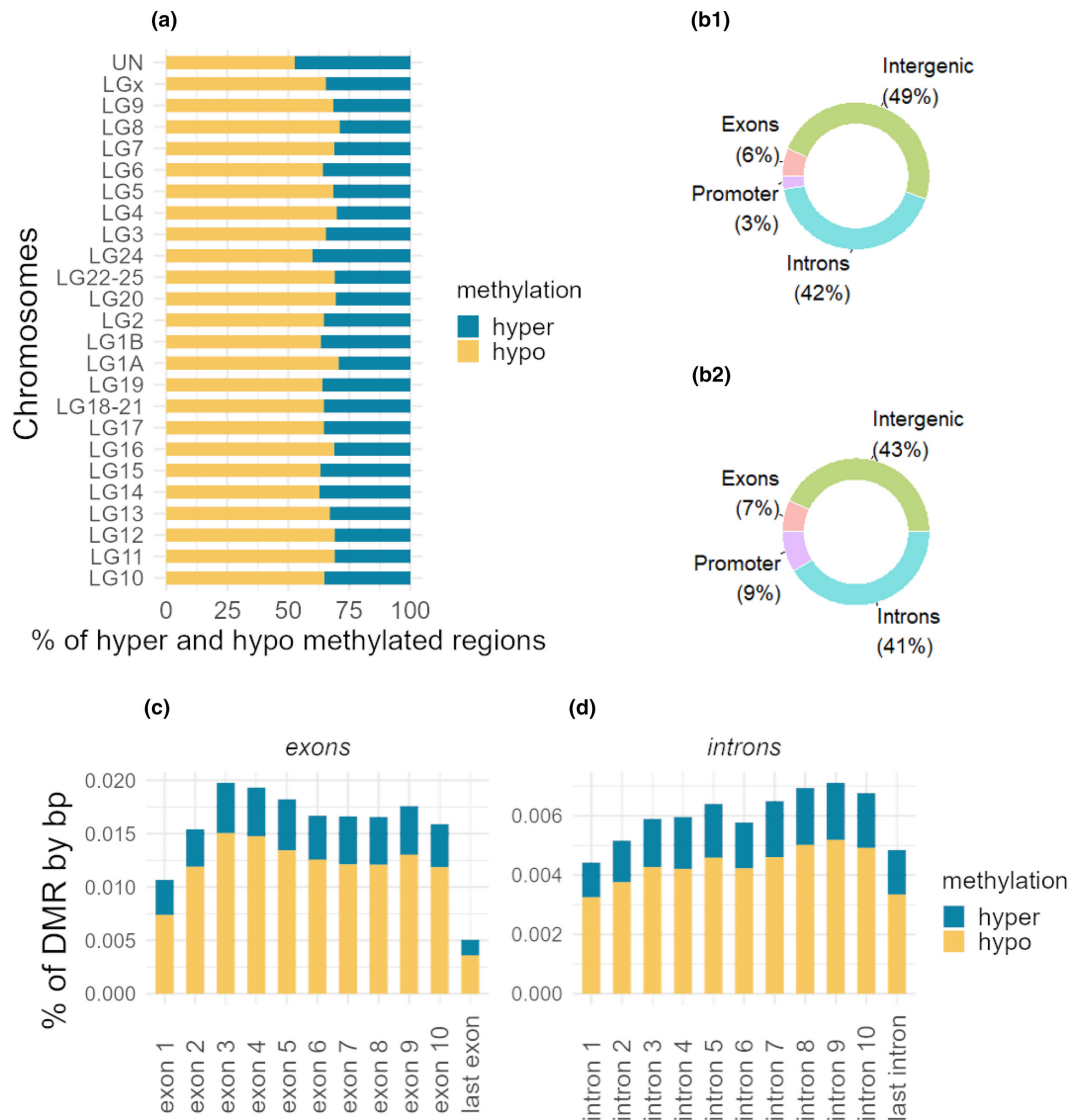 (a)
Chromosomes
UN
LGx
LG9
LG8
LG7
LG6
LG5
LG4
LG3
LG24
LG22-25
LG20
LG2
LG1B
LG1A
LG19
LG18-21
LG17
LG16
LG15
LG14
LG13
LG12
LG11
LG10
0 25 50 75 100
% of hyper and hypo methylated regions
methylation
hyper
hypo
(b1)
Intergenic
(49%)
Exons
(6%)
Promoter
(3%)
Introns
(42%)
(b2)
Intergenic
(43%)
Exons
(7%)
Promoter
(9%)
Introns
(41%)
(c)
exons
% of DMR by bp
0.020
0.015
0.010
0.005
0.000
exon 1
exon 2
exon 3
exon 4
exon 5
exon 6
exon 7
exon 8
exon 9
exon 10
last exon
(d)
introns
0.006
0.004
0.002
0.000
intron 1
intron 2
intron 3
intron 4
intron 5
intron 6
intron 7
intron 8
intron 9
intron 10
last intron
methylation
hyper
hypo